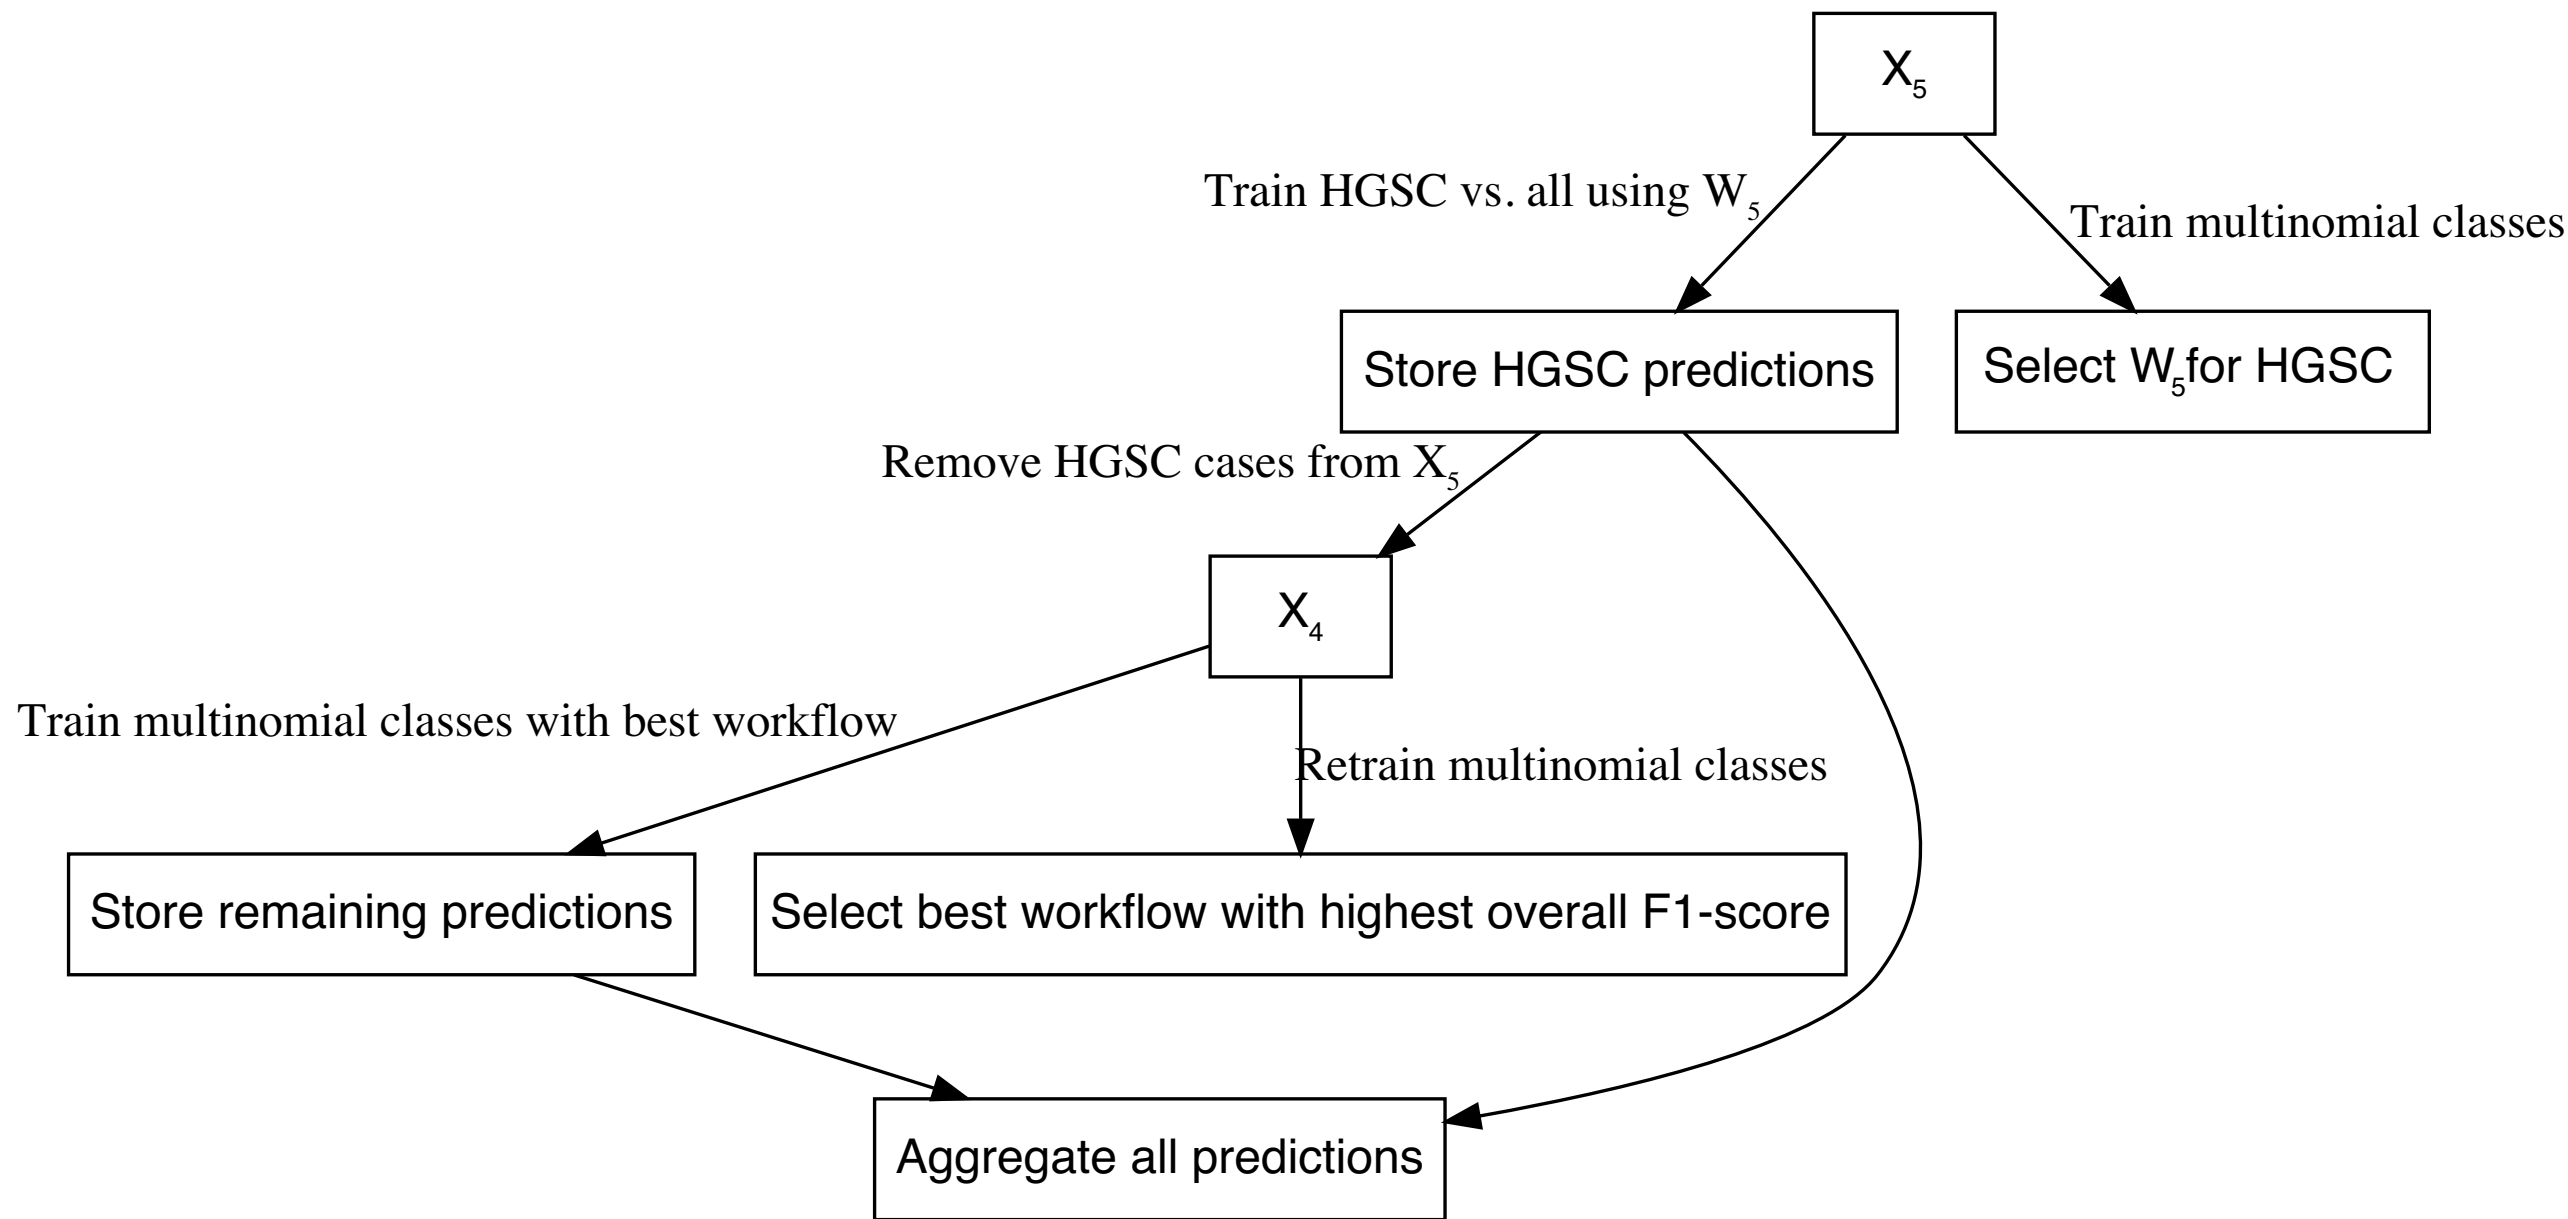 X₅
Train HGSC vs. all using W₅
Train multinomial classes
Store HGSC predictions
Select W₅for HGSC
Remove HGSC cases from X₅
X₄
Train multinomial classes with best workflow
Retrain multinomial classes
Store remaining predictions
Select best workflow with highest overall F1-score
Aggregate all predictions